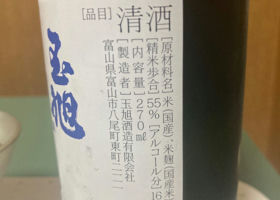 [品目]清酒
[原材料名]米(国産)・米麹(国産米
[精米歩合]55%[アルコール分]16
[内容量]270ml
[製造者]玉旭酒造有限会社
富山県富山市八尾町東町二一一
玉旭